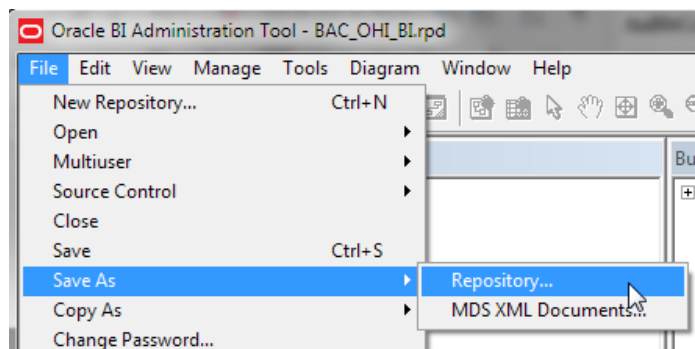 Oracle BI Administration Tool - BAC_OHI_BI.rpd
File Edit View Manage Tools Diagram Window Help
New Repository... Ctrl+N
Open
Multiuser
Bu
Source Control
Close
Save Ctrl+S
Save As Repository...
Copy As MDS XML Documents...
Change Password...